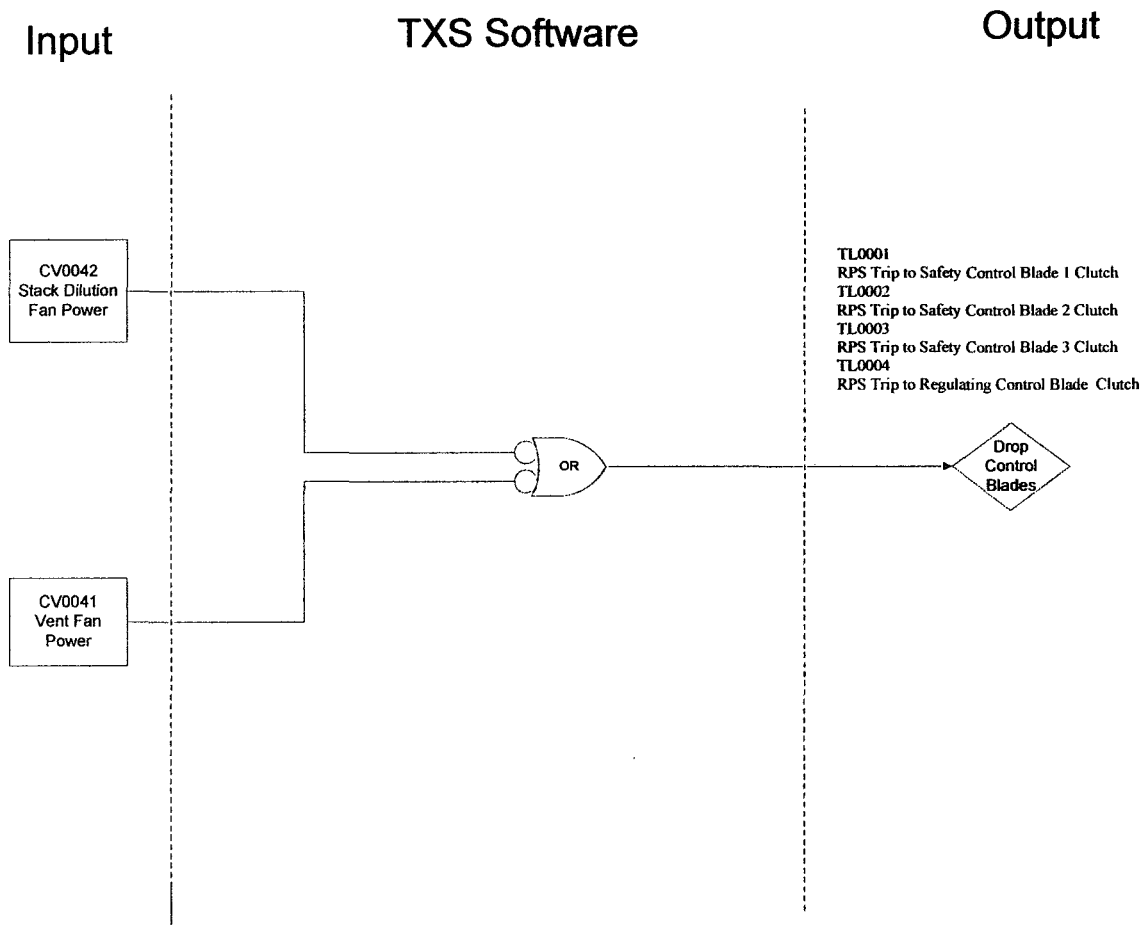 Input
TXS Software
Output
CV0042
Stack Dilution
Fan Power
TL0001
RPS Trip to Safety Control Blade 1 Clutch
TL0002
RPS Trip to Safety Control Blade 2 Clutch
TL0003
RPS Trip to Safety Control Blade 3 Clutch
TL0004
RPS Trip to Regulating Control Blade Clutch
OR
Drop
Control
Blades
CV0041
Vent Fan
Power